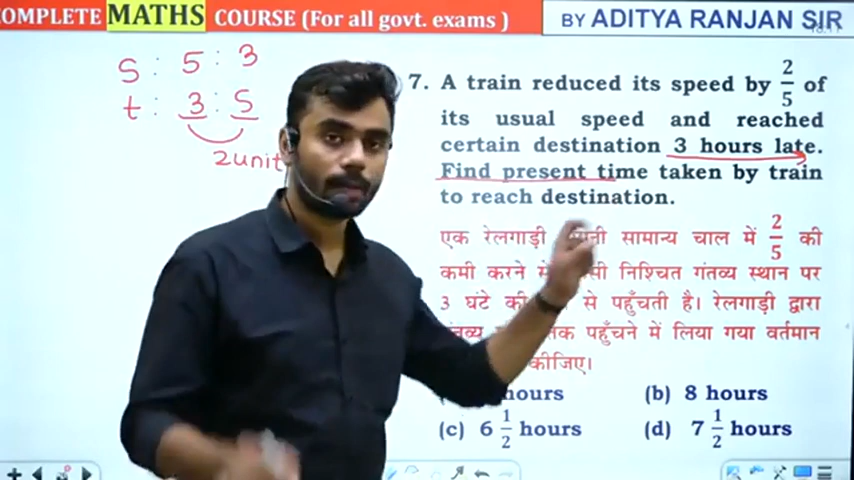 COMPLETE MATHS COURSE (For all govt. exams )
BY ADITYA RANJAN SIR
S : 5 : 3
t : 3 : 5
2unit
7. A train reduced its speed by 2/5 of
its usual speed and reached
certain destination 3 hours late.
Find present time taken by train
to reach destination.
एक रेलगाड़ी सामान्य चाल में 2/5 की
कमी करने निश्चित गंतव्य स्थान पर
3 घंटे की से पहुँचती है। रेलगाड़ी द्वारा
तक पहुँचने में लिया गया वर्तमान
कीजिए।
hours
(b) 8 hours
(c) 6 1/2 hours
(d) 7 1/2 hours